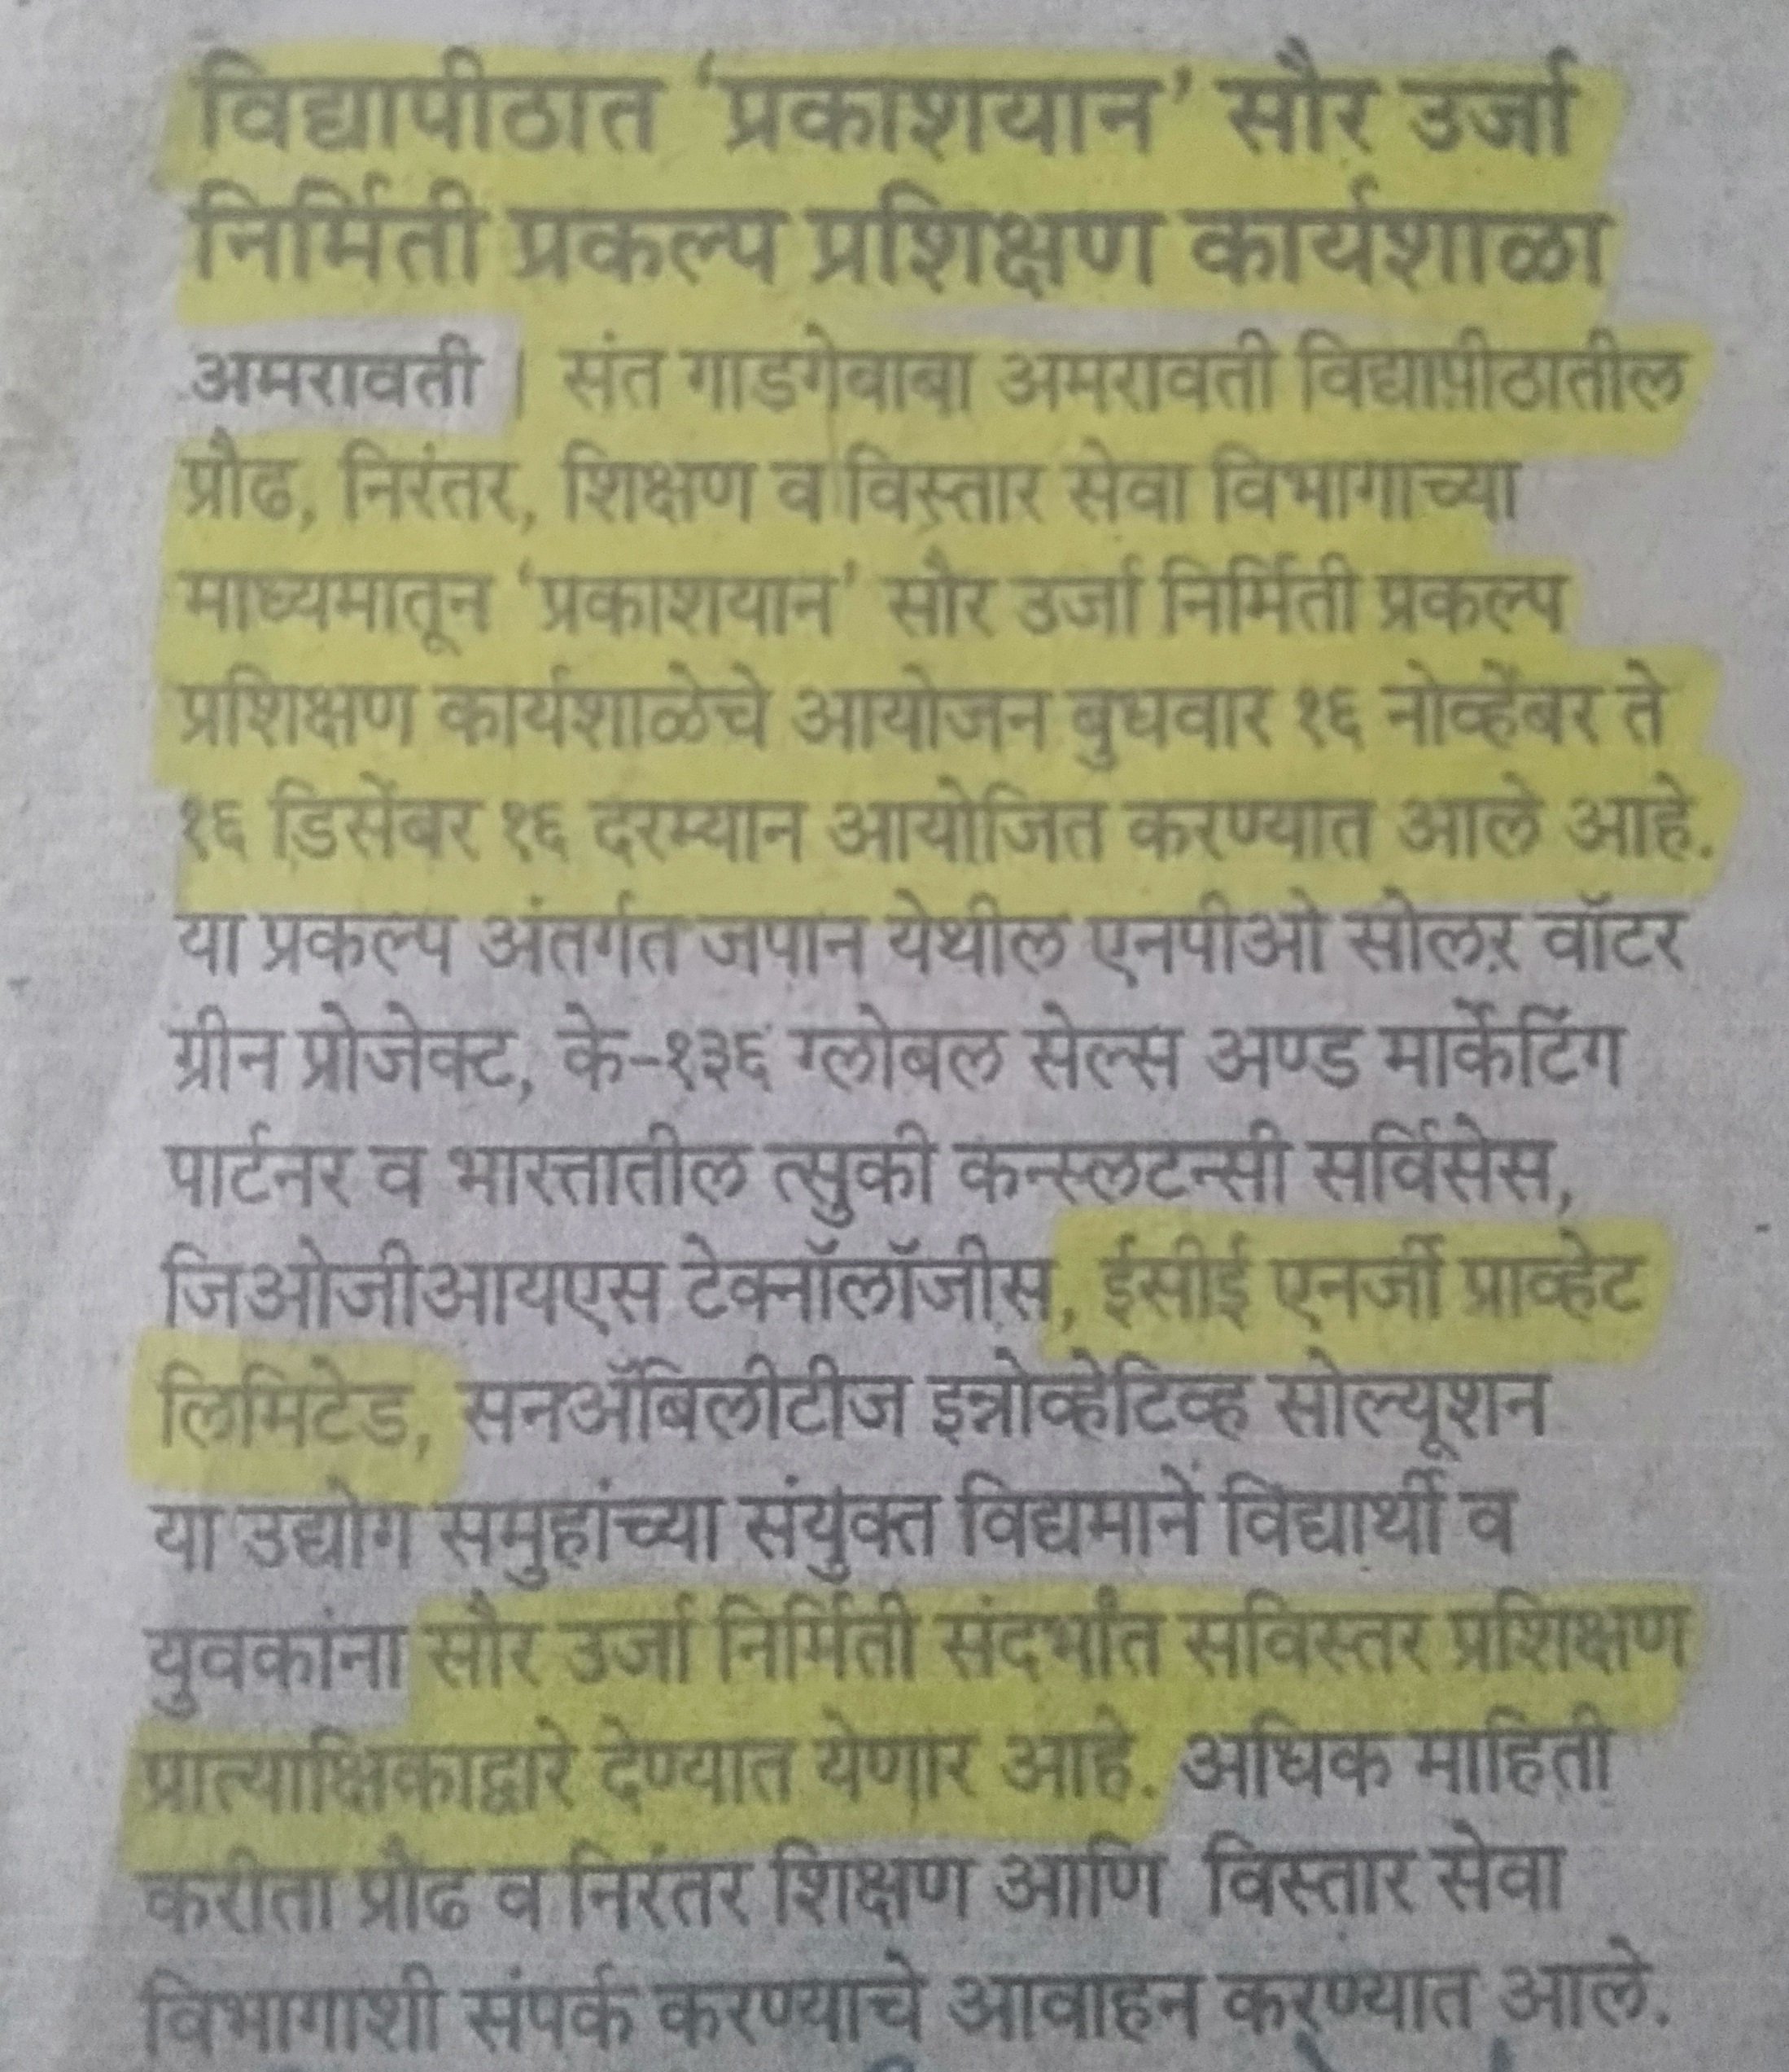 विद्यापीठात ‘प्रकाशयान’ सौर उर्जा
निर्मिती प्रकल्प प्रशिक्षण कार्यशाळा
अमरावती | संत गाडगेबाबा अमरावती विद्यापीठातील
प्रौढ, निरंतर, शिक्षण व विस्तार सेवा विभागाच्या
माध्यमातून ‘प्रकाशयान’ सौर उर्जा निर्मिती प्रकल्प
प्रशिक्षण कार्यशाळेचे आयोजन बुधवार १६ नोव्हेंबर ते
१६ डिसेंबर १६ दरम्यान आयोजित करण्यात आले आहे.
या प्रकल्प अंतर्गत जपान येथील एनपीओ सोलर वॉटर
ग्रीन प्रोजेक्ट, के-१३६ ग्लोबल सेल्स अण्ड मार्केटिंग
पार्टनर व भारतातील त्सुकी कन्स्लटन्सी सर्विसेस,
जिओजीआयएस टेक्नॉलॉजीस, ईसीई एनर्जी प्राव्हेट
लिमिटेड, सनॲबिलीटीज इन्नोव्हेटिव्ह सोल्यूशन
या उद्योग समुहांच्या संयुक्त विद्यमाने विद्यार्थी व
युवकांना सौर उर्जा निर्मिती संदर्भांत सविस्तर प्रशिक्षण
प्रात्याक्षिकाद्वारे देण्यात येणार आहे. अधिक माहिती
करीता प्रौढ व निरंतर शिक्षण आणि विस्तार सेवा
विभागाशी संपर्क करण्याचे आवाहन करण्यात आले.